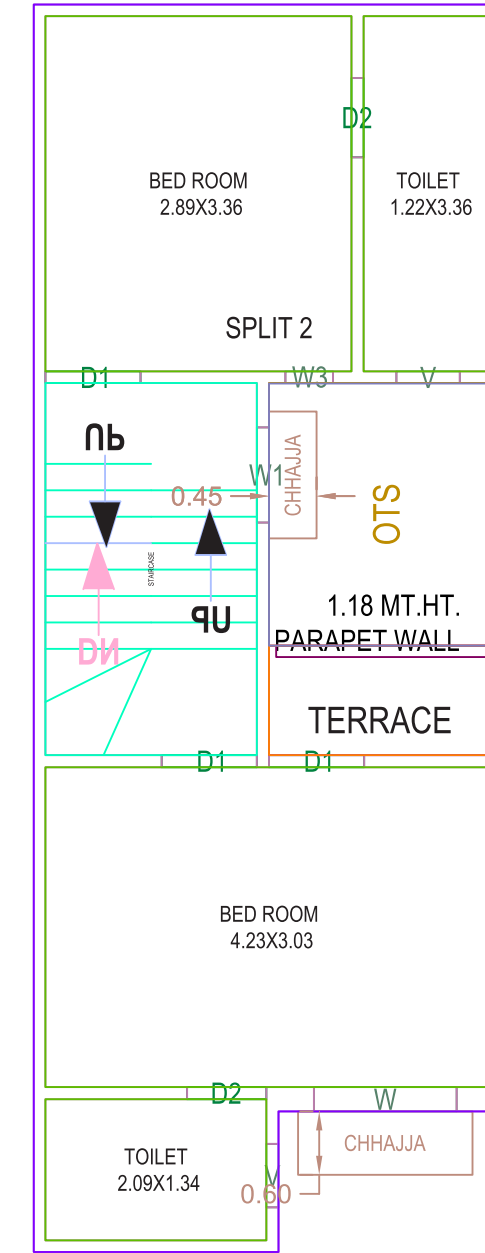 D2
BED ROOM
2.89X3.36
TOILET
1.22X3.36
SPLIT 2
D1
W3
V
UP
W1
CHHAJJA
0.45
OTS
STAIRCASE
UP
DN
1.18 MT.HT.
PARAPET WALL
TERRACE
D1
D1
BED ROOM
4.23X3.03
D2
W
TOILET
2.09X1.34
V
CHHAJJA
0.60